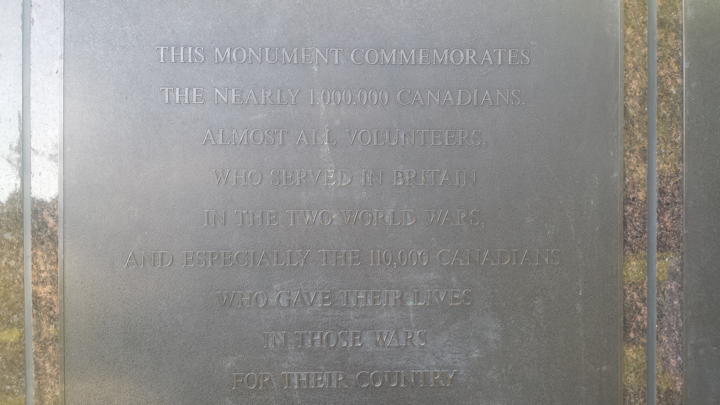 THIS MONUMENT COMMEMORATES
THE NEARLY 1,000,000 CANADIANS,
ALMOST ALL VOLUNTEERS,
WHO SERVED IN BRITAIN
IN THE TWO WORLD WARS,
AND ESPECIALLY THE 110,000 CANADIANS
WHO GAVE THEIR LIVES
IN THOSE WARS
FOR THEIR COUNTRY